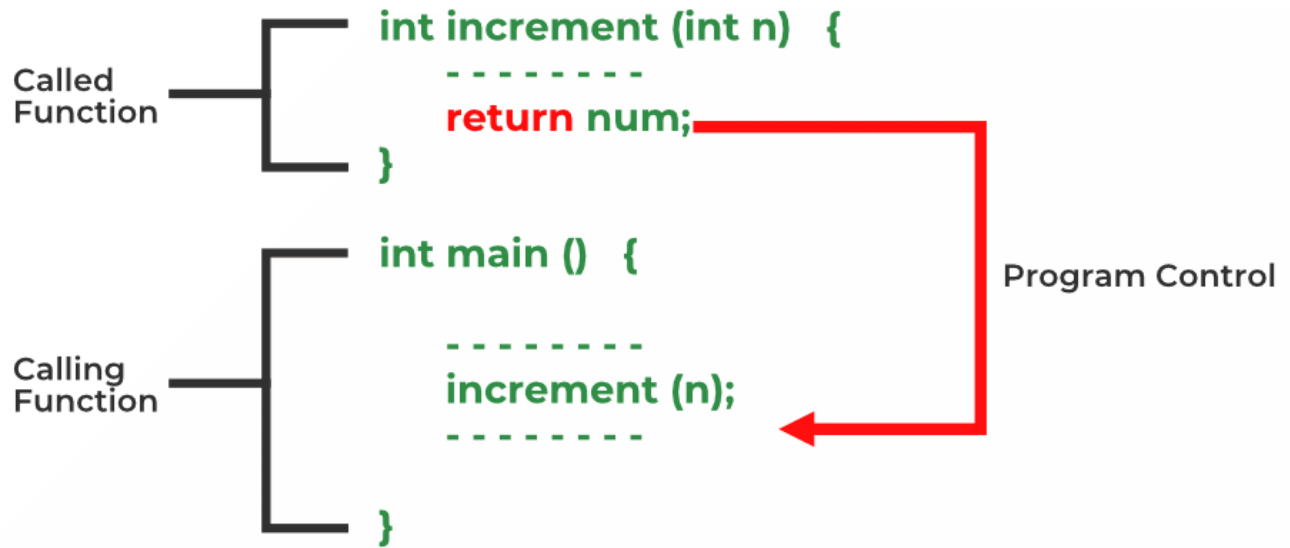 int increment (int n) {
Called
Function
- - - - - - - -
return num;
}
int main () {
Program Control
- - - - - - - -
Calling
Function
increment (n);
- - - - - - - -
}